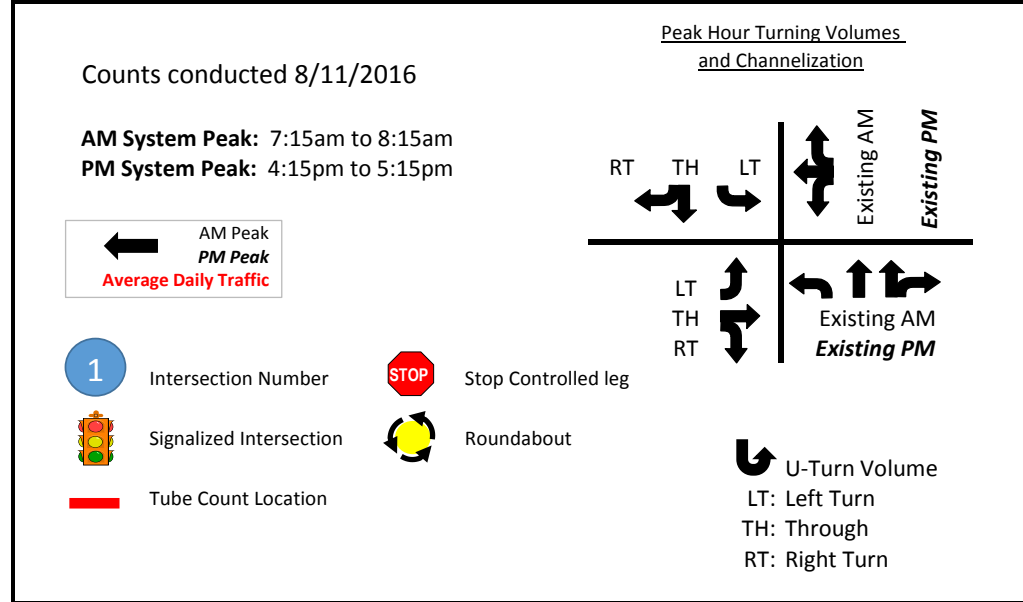 Peak Hour Turning Volumes
and Channelization
Counts conducted 8/11/2016
AM System Peak: 7:15am to 8:15am
PM System Peak: 4:15pm to 5:15pm
AM Peak
PM Peak
Average Daily Traffic
RT TH LT
Existing AM
Existing PM
LT
TH
RT
Existing AM
Existing PM
1 Intersection Number
STOP Stop Controlled leg
Signalized Intersection
Roundabout
Tube Count Location
U-Turn Volume
LT: Left Turn
TH: Through
RT: Right Turn